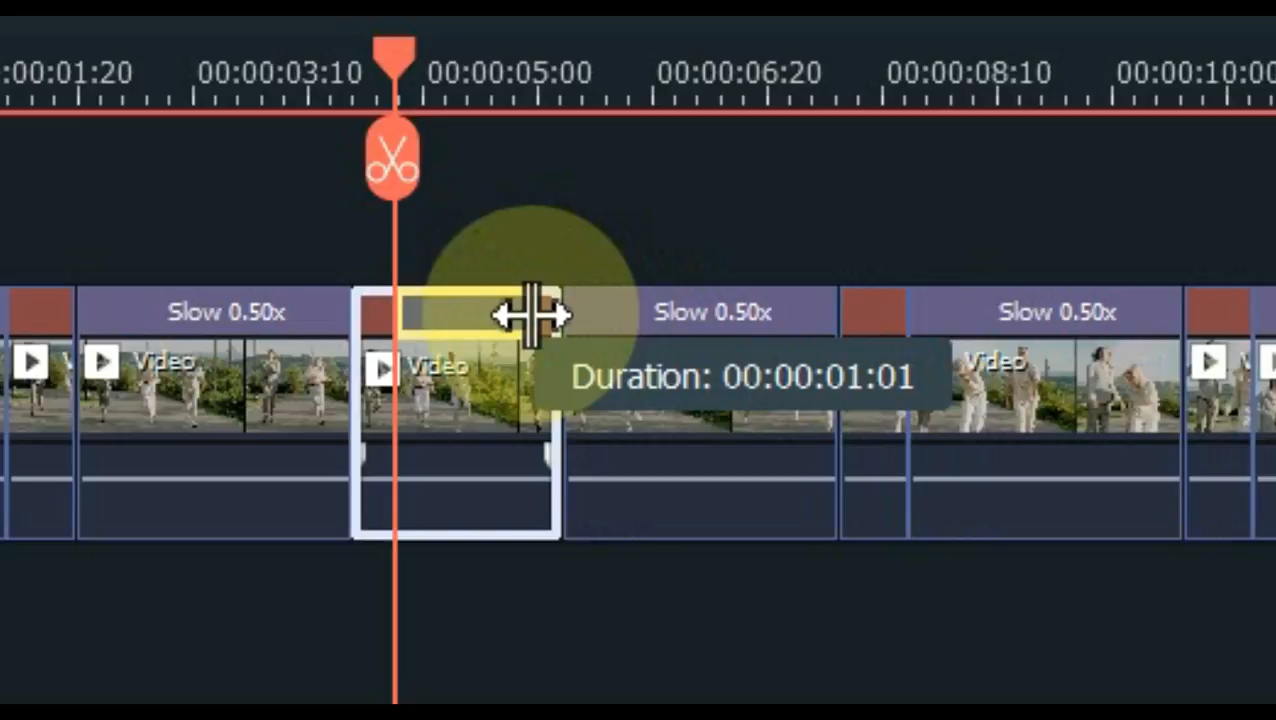 :00:00:01:20 00:00:03:10 00:00:05:00 00:00:06:20 00:00:08:10 00:00:10:00
Slow 0.50x Slow 0.50x Slow 0.50x
Video Video Video
Duration: 00:00:01:01